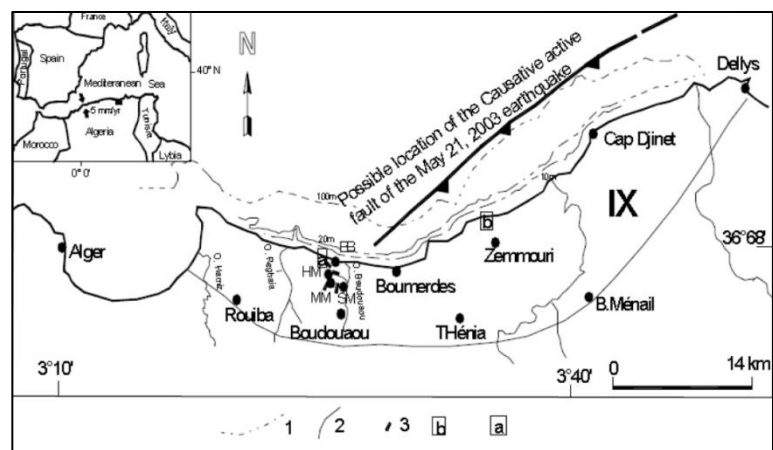 France
Italy
Spain
Portugal
Mediteranean Sea
5 mm/yr
Algeria
Tunisia
Morocco
Lybia
0° 0'
40° N
N
Possible location of the Causative active
fault of the May 21, 2003 earthquake
Dellys
Cap Djinet
100m
10m
IX
b
20m
BB
a
36°68'
Alger
Zemmouri
O. Hamiz
O. Reghaïa
HM
O. Boudouaou
Boumerdes
MM
SM
Rouiba
Boudouaou
THénia
B.Ménail
3°10'
3°40'
0
14 km
1
2
3
b
a